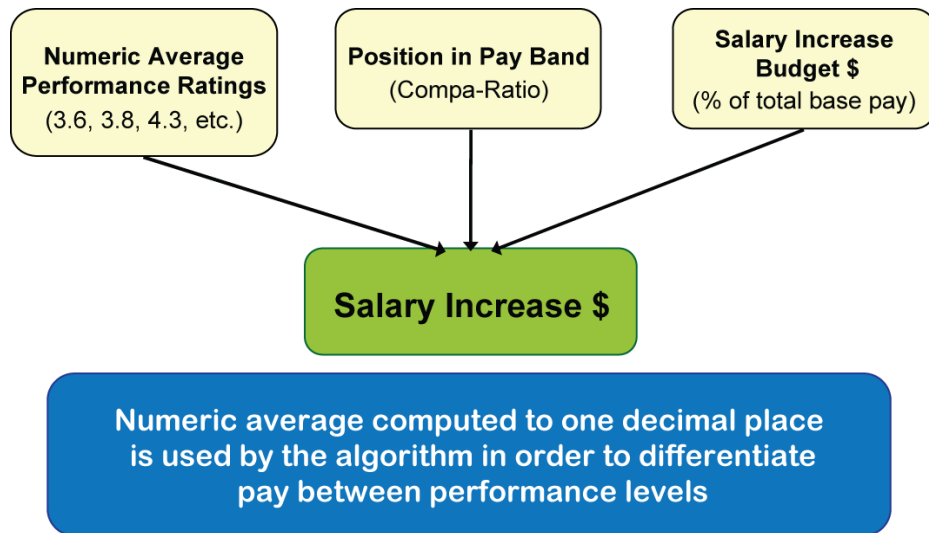 Numeric Average
Performance Ratings
(3.6, 3.8, 4.3, etc.)
Position in Pay Band
(Compa-Ratio)
Salary Increase
Budget $
(% of total base pay)
Salary Increase $
Numeric average computed to one decimal place
is used by the algorithm in order to differentiate
pay between performance levels